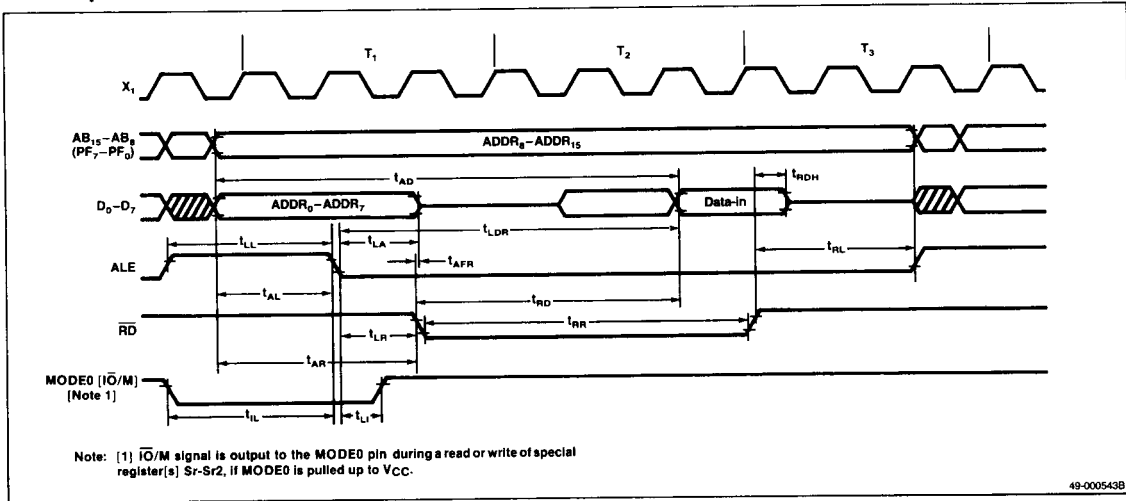 T1 T2 T3
X1
AB15–AB8
(PF7–PF0)
ADDR8–ADDR15
tAD
tRDH
D0–D7
ADDR0–ADDR7
Data-in
tLDR
tLL
tLA
tRL
ALE
tAFR
tAL
tRD
RD
tRR
tLR
tAR
MODE0 [IO/M]
[Note 1]
tIL
tLI
Note: [1] IO/M signal is output to the MODE0 pin during a read or write of special
register[s] Sr-Sr2, if MODE0 is pulled up to VCC.
49-000543B